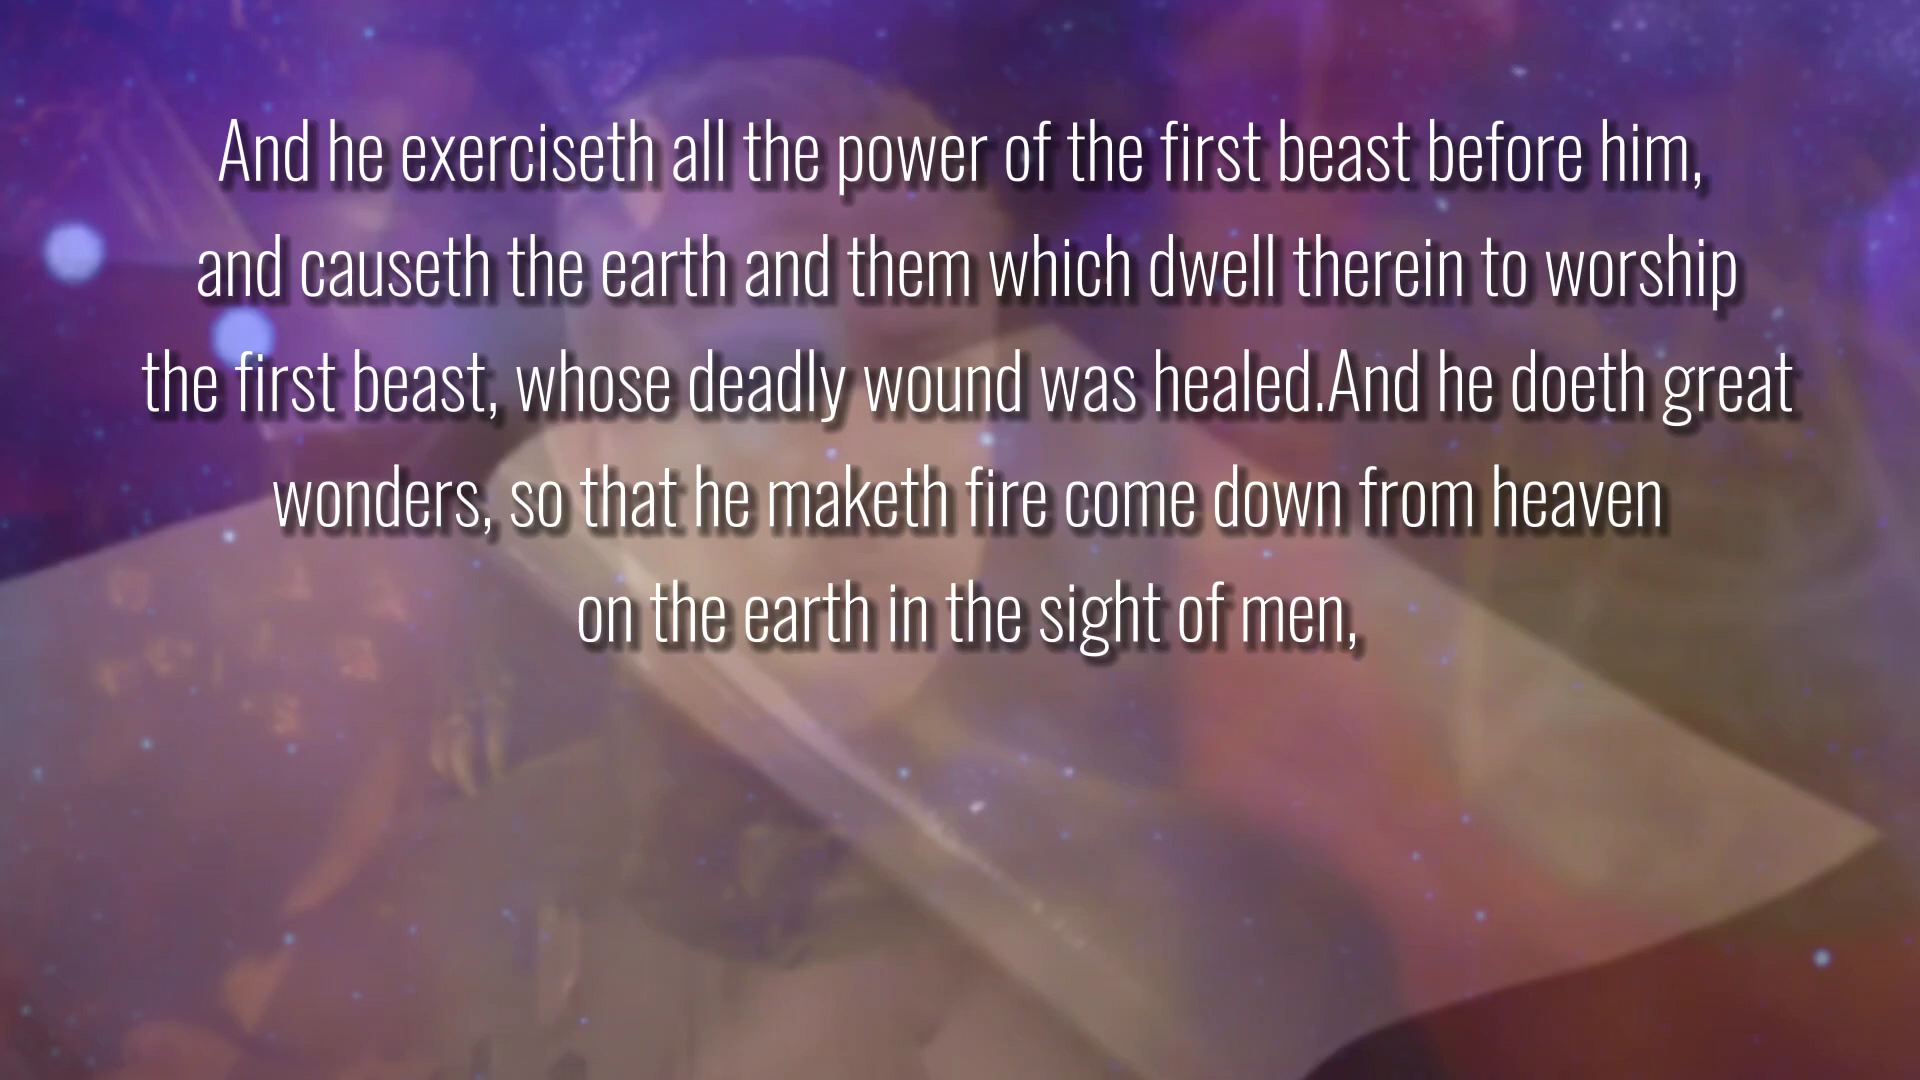 And he exerciseth all the power of the first beast before him,
and causeth the earth and them which dwell therein to worship
the first beast, whose deadly wound was healed.And he doeth great
wonders, so that he maketh fire come down from heaven
on the earth in the sight of men,